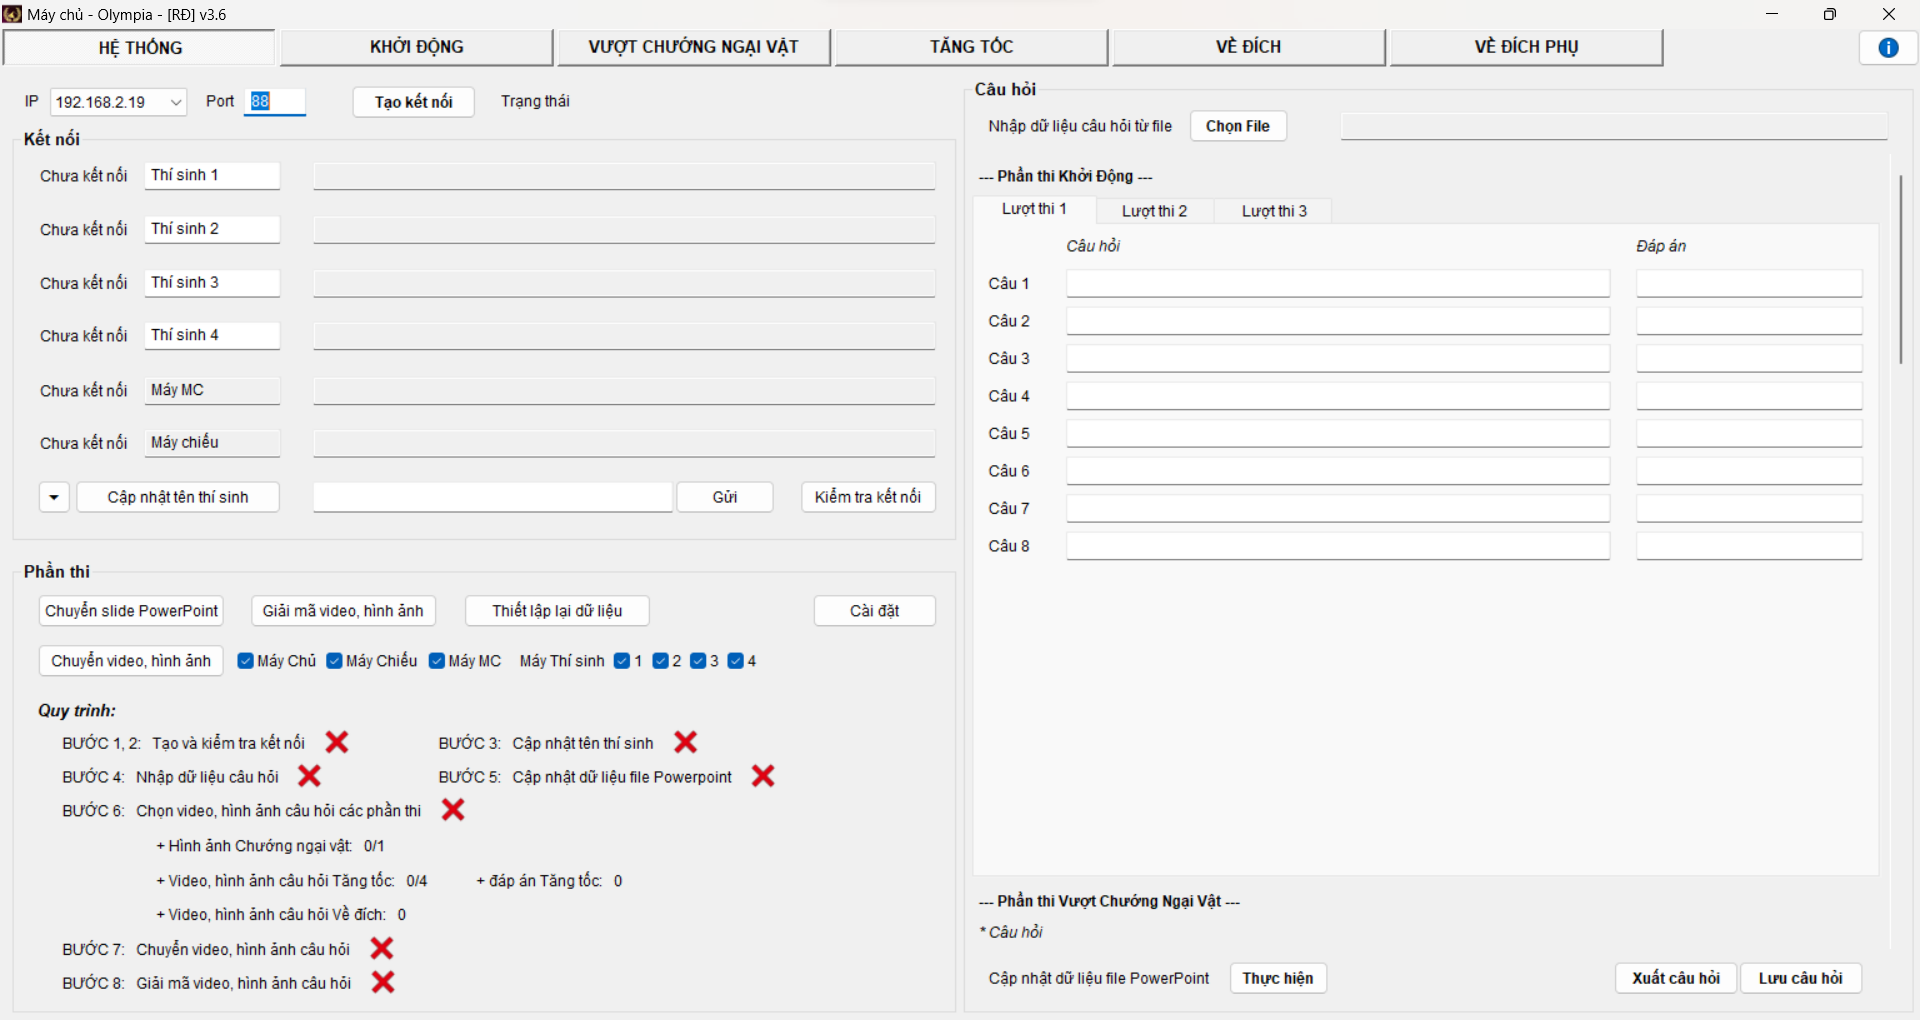 Máy chủ - Olympia - [RĐ] v3.6
HỆ THỐNG
KHỞI ĐỘNG
VƯỢT CHƯỚNG NGẠI VẬT
TĂNG TỐC
VỀ ĐÍCH
VỀ ĐÍCH PHỤ
IP 192.168.2.19 Port 88 Tạo kết nối Trạng thái
Kết nối
Chưa kết nối Thí sinh 1
Chưa kết nối Thí sinh 2
Chưa kết nối Thí sinh 3
Chưa kết nối Thí sinh 4
Chưa kết nối Máy MC
Chưa kết nối Máy chiếu
Cập nhật tên thí sinh Gửi Kiểm tra kết nối
Phần thi
Chuyển slide PowerPoint Giải mã video, hình ảnh Thiết lập lại dữ liệu Cài đặt
Chuyển video, hình ảnh Máy Chủ Máy Chiếu Máy MC Máy Thí sinh 1 2 3 4
Quy trình:
BƯỚC 1, 2: Tạo và kiểm tra kết nối BƯỚC 3: Cập nhật tên thí sinh
BƯỚC 4: Nhập dữ liệu câu hỏi BƯỚC 5: Cập nhật dữ liệu file Powerpoint
BƯỚC 6: Chọn video, hình ảnh câu hỏi các phần thi
+ Hình ảnh Chướng ngại vật: 0/1
+ Video, hình ảnh câu hỏi Tăng tốc: 0/4 + đáp án Tăng tốc: 0
+ Video, hình ảnh câu hỏi Về đích: 0
BƯỚC 7: Chuyển video, hình ảnh câu hỏi
BƯỚC 8: Giải mã video, hình ảnh câu hỏi
Câu hỏi
Nhập dữ liệu câu hỏi từ file Chọn File
--- Phần thi Khởi Động ---
Lượt thi 1 Lượt thi 2 Lượt thi 3
Câu hỏi Đáp án
Câu 1
Câu 2
Câu 3
Câu 4
Câu 5
Câu 6
Câu 7
Câu 8
--- Phần thi Vượt Chướng Ngại Vật ---
* Câu hỏi
Cập nhật dữ liệu file PowerPoint Thực hiện Xuất câu hỏi Lưu câu hỏi